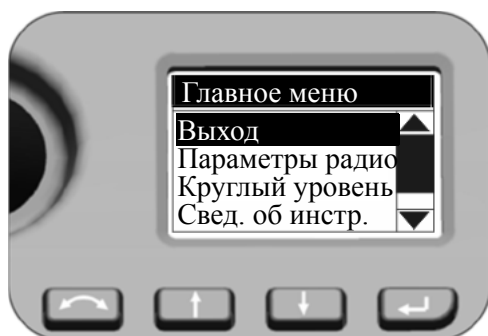 Главное меню
Выход
Параметры радио
Круглый уровень
Свед. об инстр.